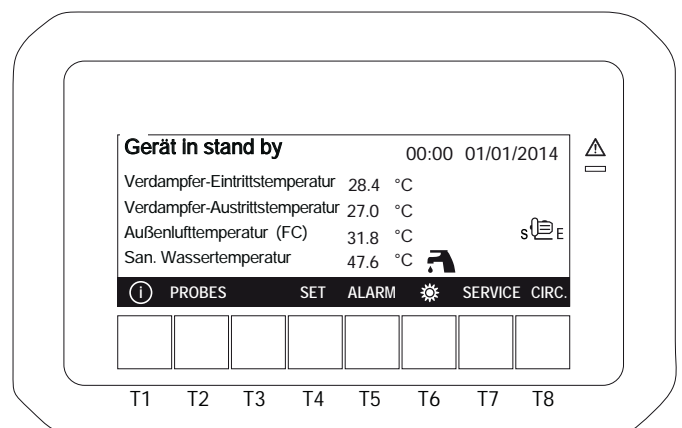 Gerät in stand by 00:00 01/01/2014
Verdampfer-Eintrittstemperatur 28.4 °C
Verdampfer-Austrittstemperatur 27.0 °C
Außenlufttemperatur (FC) 31.8 °C
S E
San. Wassertemperatur 47.6 °C
i PROBES SET ALARM SERVICE CIRC.
T1 T2 T3 T4 T5 T6 T7 T8